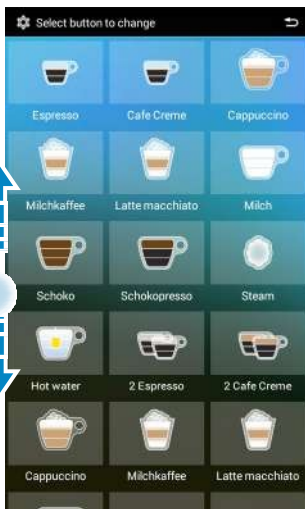 Select button to change
Espresso Cafe Creme Cappuccino
Milchkaffee Latte macchiato Milch
Schoko Schokopresso Steam
Hot water 2 Espresso 2 Cafe Creme
Cappuccino Milchkaffee Latte macchiato